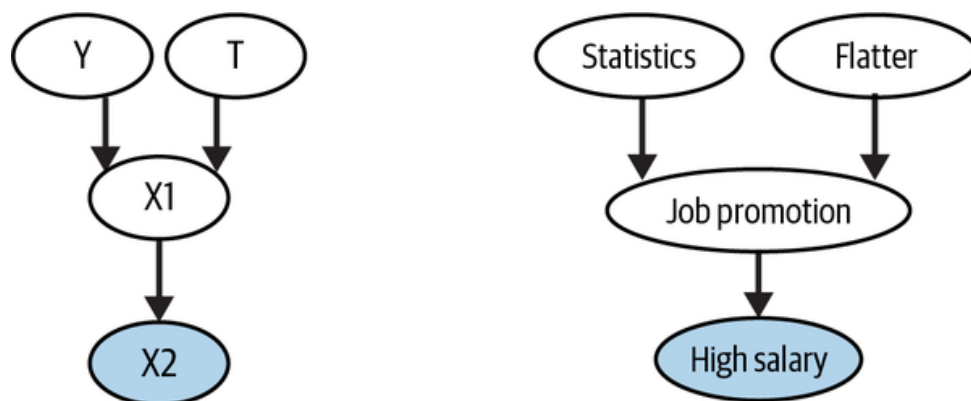 Y
T
X1
X2
Statistics
Flatter
Job promotion
High salary